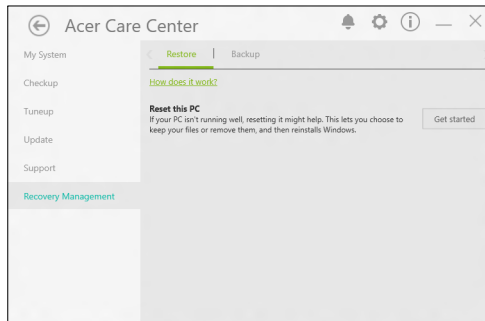 Acer Care Center
My System
Checkup
Tuneup
Update
Support
Recovery Management
Restore
Backup
How does it work?
Reset this PC
If your PC isn't running well, resetting it might help. This lets you choose to
keep your files or remove them, and then reinstalls Windows.
Get started